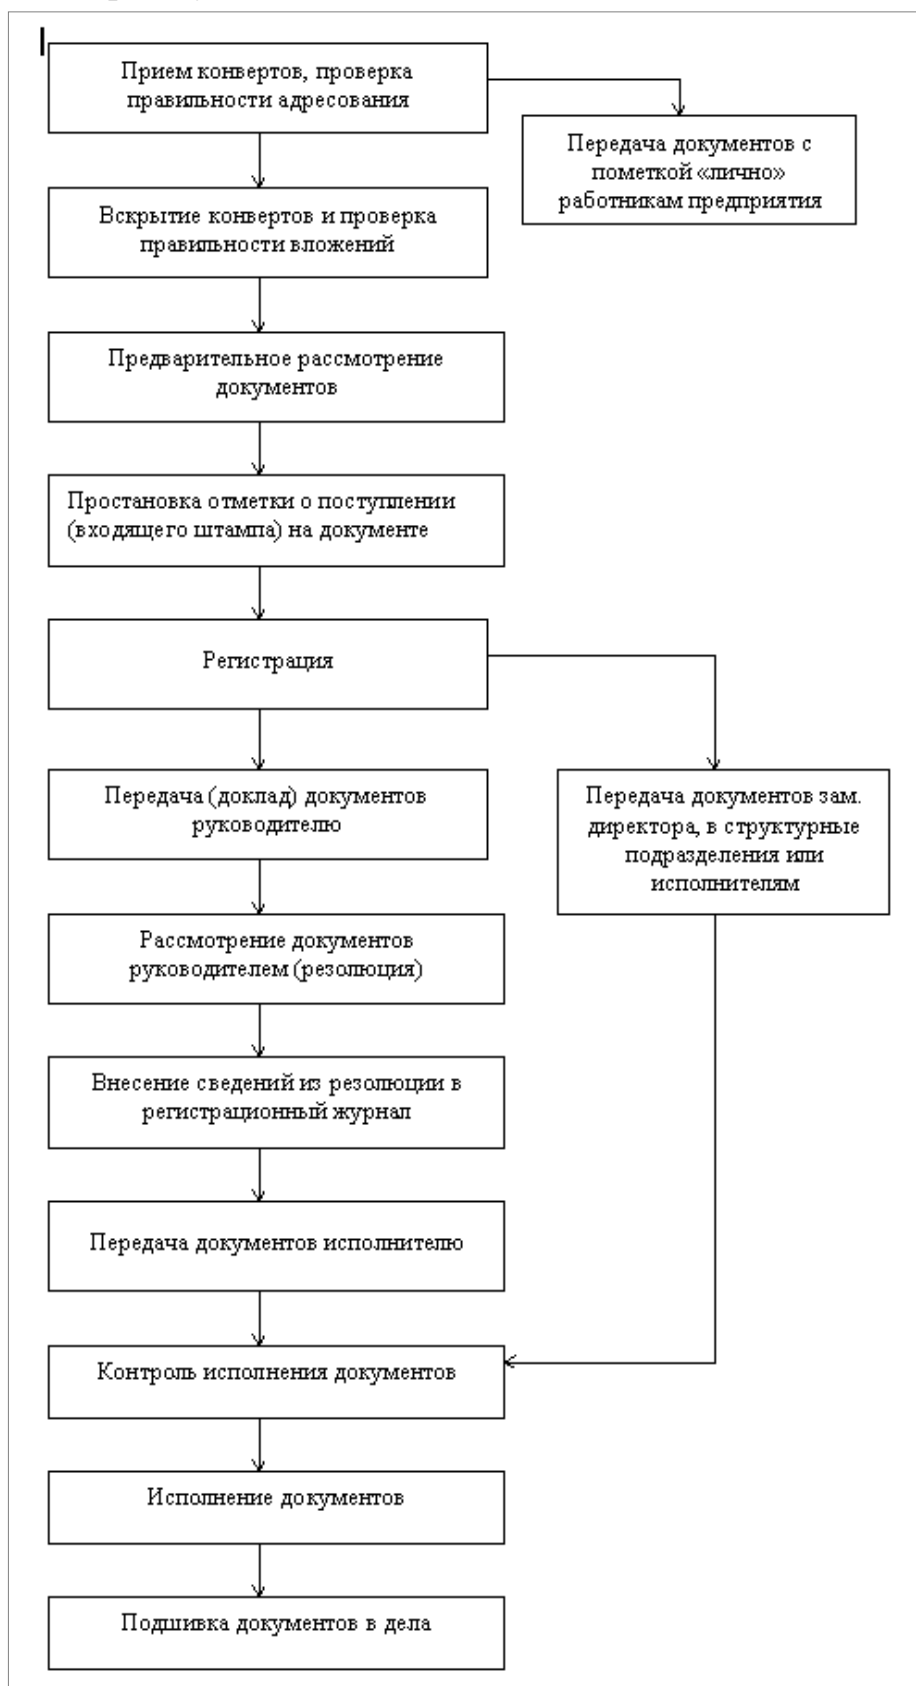 Прием конвертов, проверка
правильности адресования
Передача документов с
пометкой «лично»
работникам предприятия
Вскрытие конвертов и проверка
правильности вложений
Предварительное рассмотрение
документов
Простановка отметки о поступлении
(входящего штампа) на документе
Регистрация
Передача (доклад) документов
руководителю
Передача документов зам.
директора, в структурные
подразделения или
исполнителям
Рассмотрение документов
руководителем (резолюция)
Внесение сведений из резолюции в
регистрационный журнал
Передача документов исполнителю
Контроль исполнения документов
Исполнение документов
Подшивка документов в дела